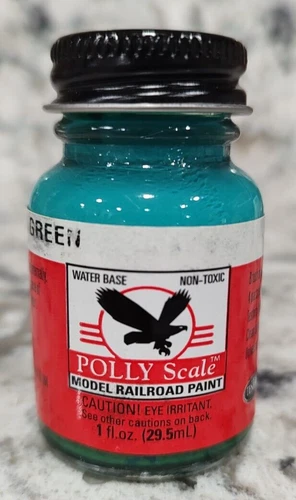 GREEN
WATER BASE NON-TOXIC
POLLY Scale™
MODEL RAILROAD PAINT
CAUTION! EYE IRRITANT.
See other cautions on back.
1 fl.oz. (29.5mL)